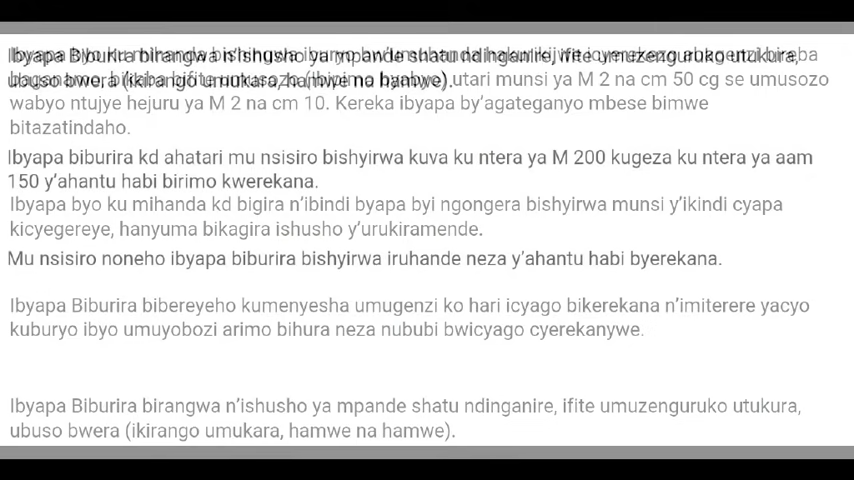 Ibyapa Biburira birangwa n'ishusho ya mpande shatu ndinganire, ifite umuzenguruko utukura,
ubuso bwera (ikirango umukara, hamwe na hamwe).
utari munsi ya M 2 na cm 50 cg se umusozo
wabyo ntujye hejuru ya M 2 na cm 10. Kereka ibyapa by'agateganyo mbese bimwe
bitazatindaho.
Ibyapa biburira kd ahatari mu nsisiro bishyirwa kuva ku ntera ya M 200 kugeza ku ntera ya aam
150 y'ahantu habi birimo kwerekana.
Ibyapa byo ku mihanda kd bigira n'ibindi byapa byi ngongera bishyirwa munsi y'ikindi cyapa
kicyegereye, hanyuma bikagira ishusho y'urukiramende.
Mu nsisiro noneho ibyapa biburira bishyirwa iruhande neza y'ahantu habi byerekana.
Ibyapa Biburira bibereyeho kumenyesha umugenzi ko hari icyago bikerekana n'imiterere yacyo
kuburyo ibyo umuyobozi arimo bihura neza nububi bwicyago cyerekanywe.
Ibyapa Biburira birangwa n'ishusho ya mpande shatu ndinganire, ifite umuzenguruko utukura,
ubuso bwera (ikirango umukara, hamwe na hamwe).